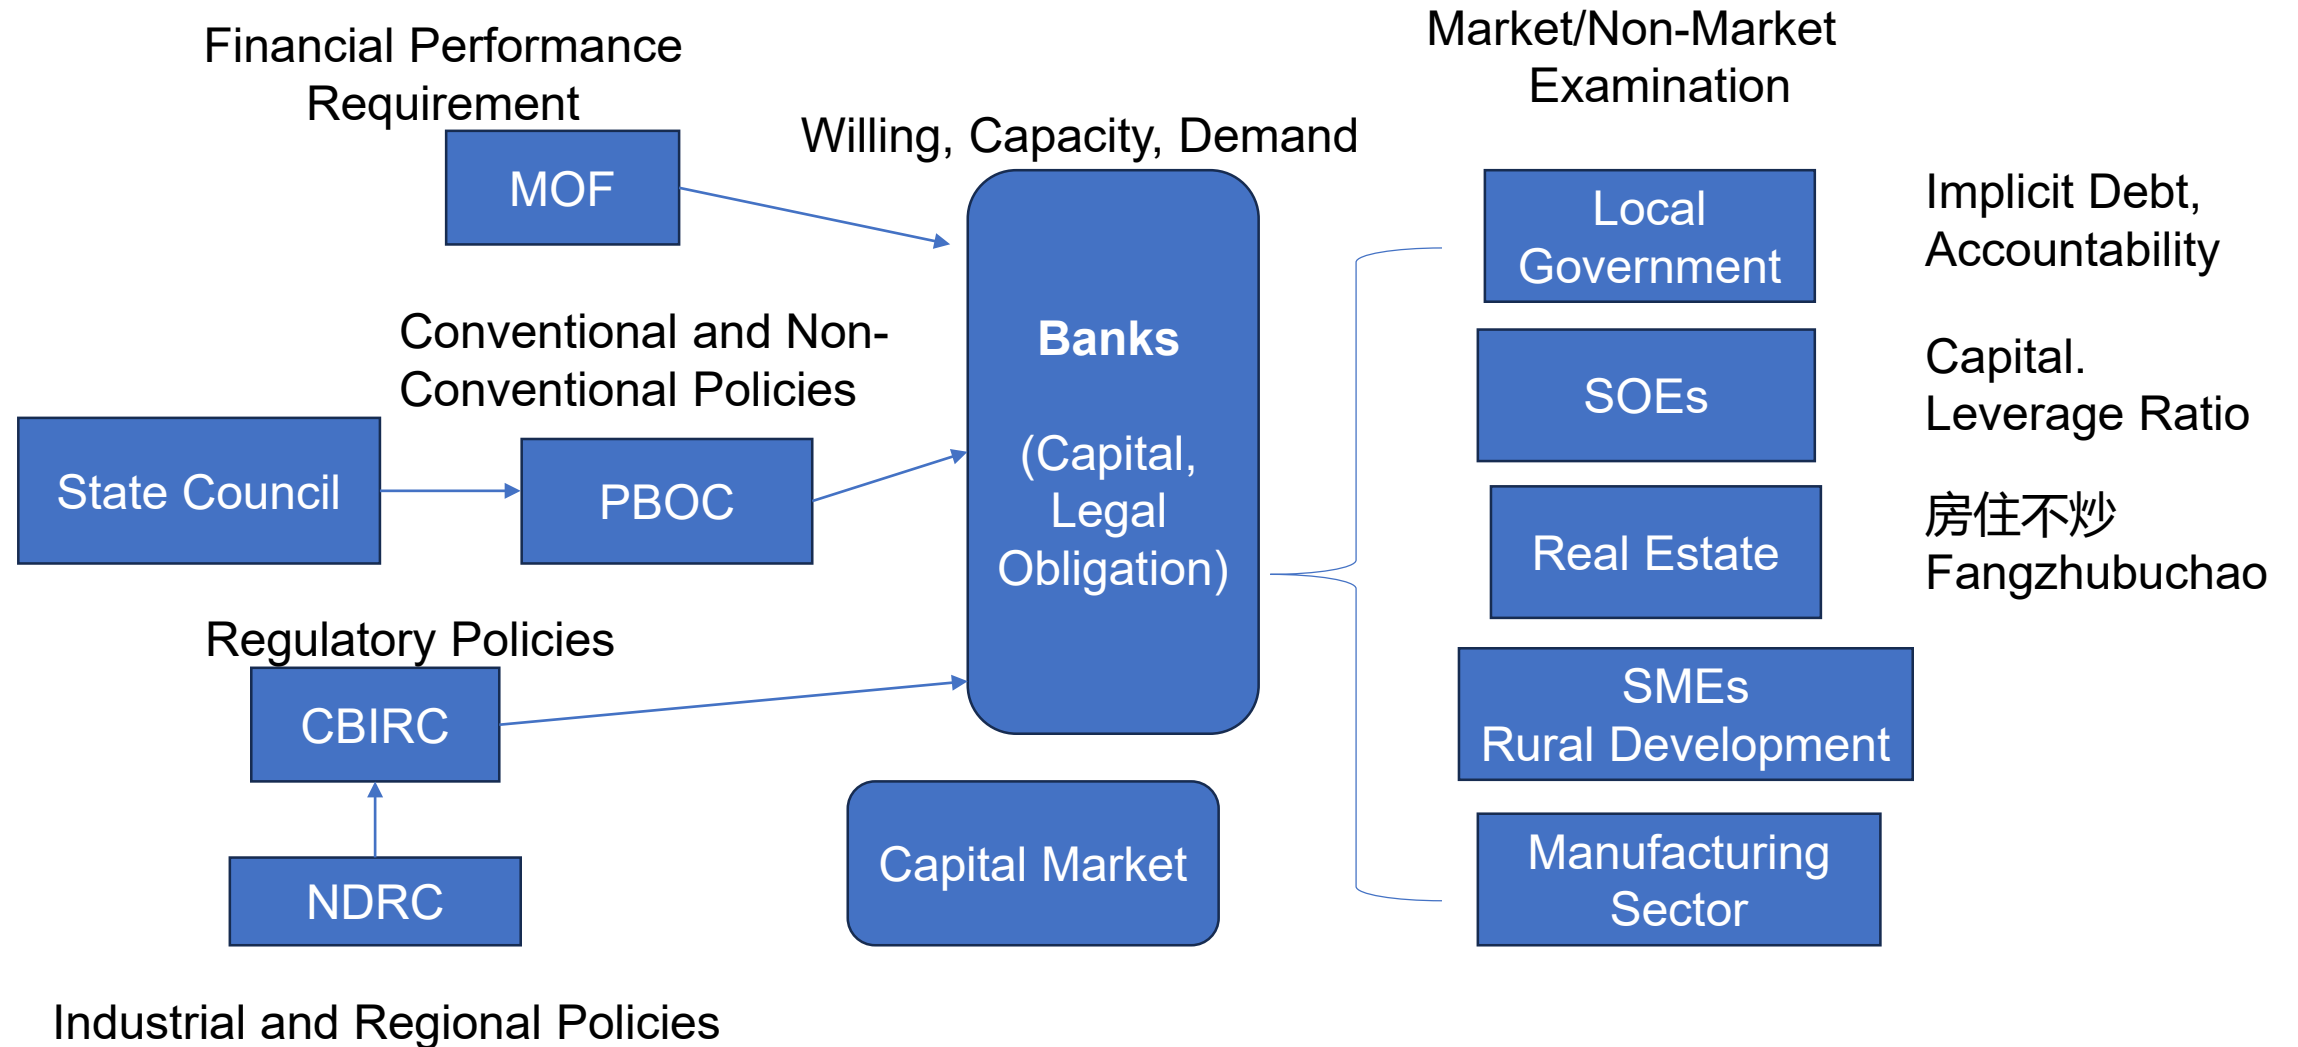 Financial Performance
Requirement
MOF
Conventional and Non-
Conventional Policies
State Council
PBOC
Regulatory Policies
CBIRC
NDRC
Industrial and Regional Policies
Willing, Capacity, Demand
Banks
(Capital,
Legal
Obligation)
Capital Market
Market/Non-Market
Examination
Local
Government
Implicit Debt,
Accountability
SOEs
Capital.
Leverage Ratio
Real Estate
房住不炒
Fangzhubuchao
SMEs
Rural Development
Manufacturing
Sector